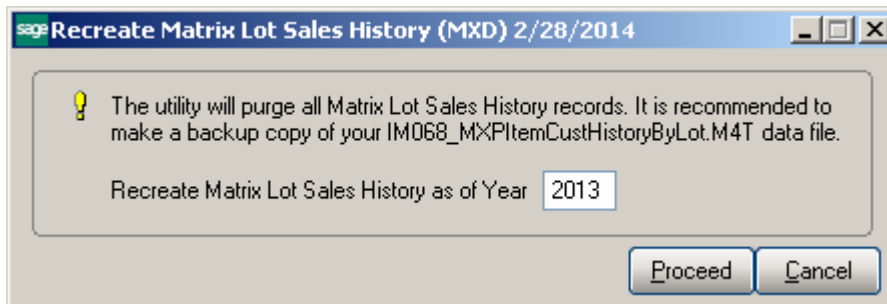 sage Recreate Matrix Lot Sales History (MXD) 2/28/2014
The utility will purge all Matrix Lot Sales History records. It is recommended to
make a backup copy of your IM068_MXPItemCustHistoryByLot.M4T data file.
Recreate Matrix Lot Sales History as of Year 2013
Proceed Cancel